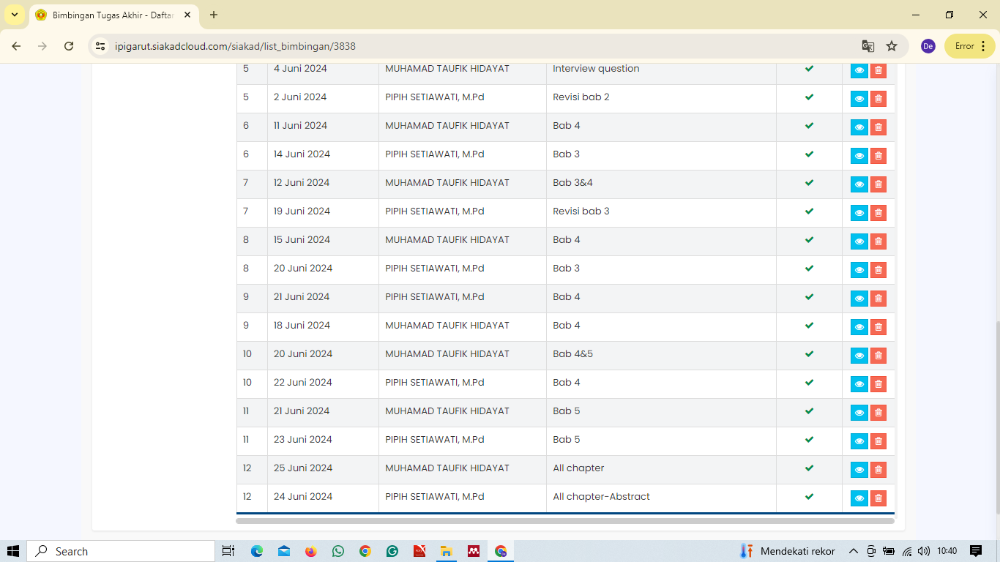 Bimbingan Tugas Akhir - Daftar
ipigarut.siakadcloud.com/siakad/list_bimbingan/3838
De
Error
5 4 Juni 2024 MUHAMAD TAUFIK HIDAYAT Interview question
5 2 Juni 2024 PIPIH SETIAWATI, M.Pd Revisi bab 2
6 11 Juni 2024 MUHAMAD TAUFIK HIDAYAT Bab 4
6 14 Juni 2024 PIPIH SETIAWATI, M.Pd Bab 3
7 12 Juni 2024 MUHAMAD TAUFIK HIDAYAT Bab 3&4
7 19 Juni 2024 PIPIH SETIAWATI, M.Pd Revisi bab 3
8 15 Juni 2024 MUHAMAD TAUFIK HIDAYAT Bab 4
8 20 Juni 2024 PIPIH SETIAWATI, M.Pd Bab 3
9 21 Juni 2024 PIPIH SETIAWATI, M.Pd Bab 4
9 18 Juni 2024 MUHAMAD TAUFIK HIDAYAT Bab 4
10 20 Juni 2024 MUHAMAD TAUFIK HIDAYAT Bab 4&5
10 22 Juni 2024 PIPIH SETIAWATI, M.Pd Bab 4
11 21 Juni 2024 MUHAMAD TAUFIK HIDAYAT Bab 5
11 23 Juni 2024 PIPIH SETIAWATI, M.Pd Bab 5
12 25 Juni 2024 MUHAMAD TAUFIK HIDAYAT All chapter
12 24 Juni 2024 PIPIH SETIAWATI, M.Pd All chapter-Abstract
Search
Mendekati rekor
10:40